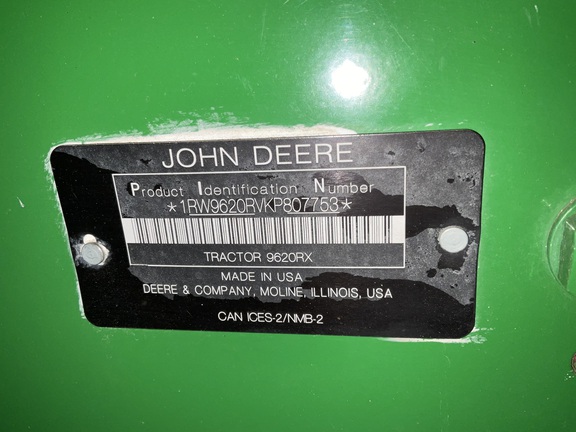 JOHN DEERE
Product Identification Number
*1RW9620RVKP807753*
TRACTOR 9620RX
MADE IN USA
DEERE & COMPANY, MOLINE, ILLINOIS, USA
CAN ICES-2/NMB-2